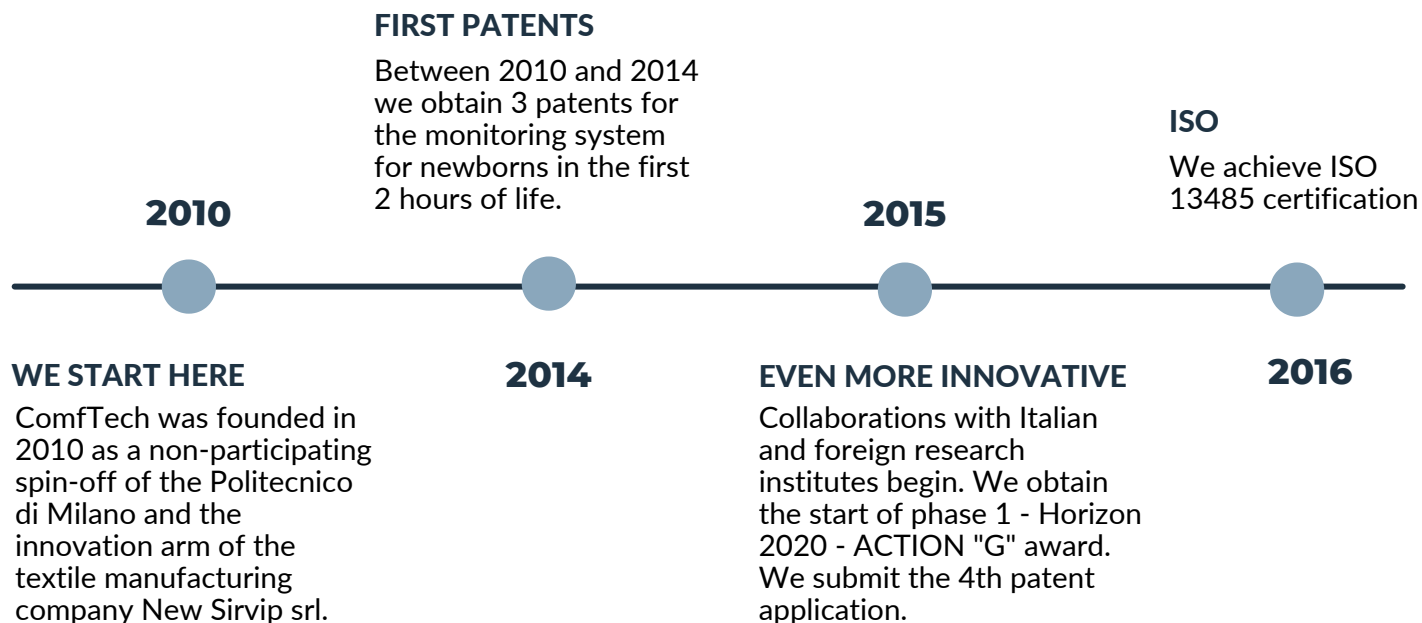 FIRST PATENTS
Between 2010 and 2014
we obtain 3 patents for
the monitoring system
for newborns in the first
2 hours of life.
ISO
We achieve ISO
13485 certification
2010
2015
WE START HERE
ComfTech was founded in
2010 as a non-participating
spin-off of the Politecnico
di Milano and the
innovation arm of the
textile manufacturing
company New Sirvip srl.
2014
EVEN MORE INNOVATIVE
Collaborations with Italian
and foreign research
institutes begin. We obtain
the start of phase 1 - Horizon
2020 - ACTION "G" award.
We submit the 4th patent
application.
2016